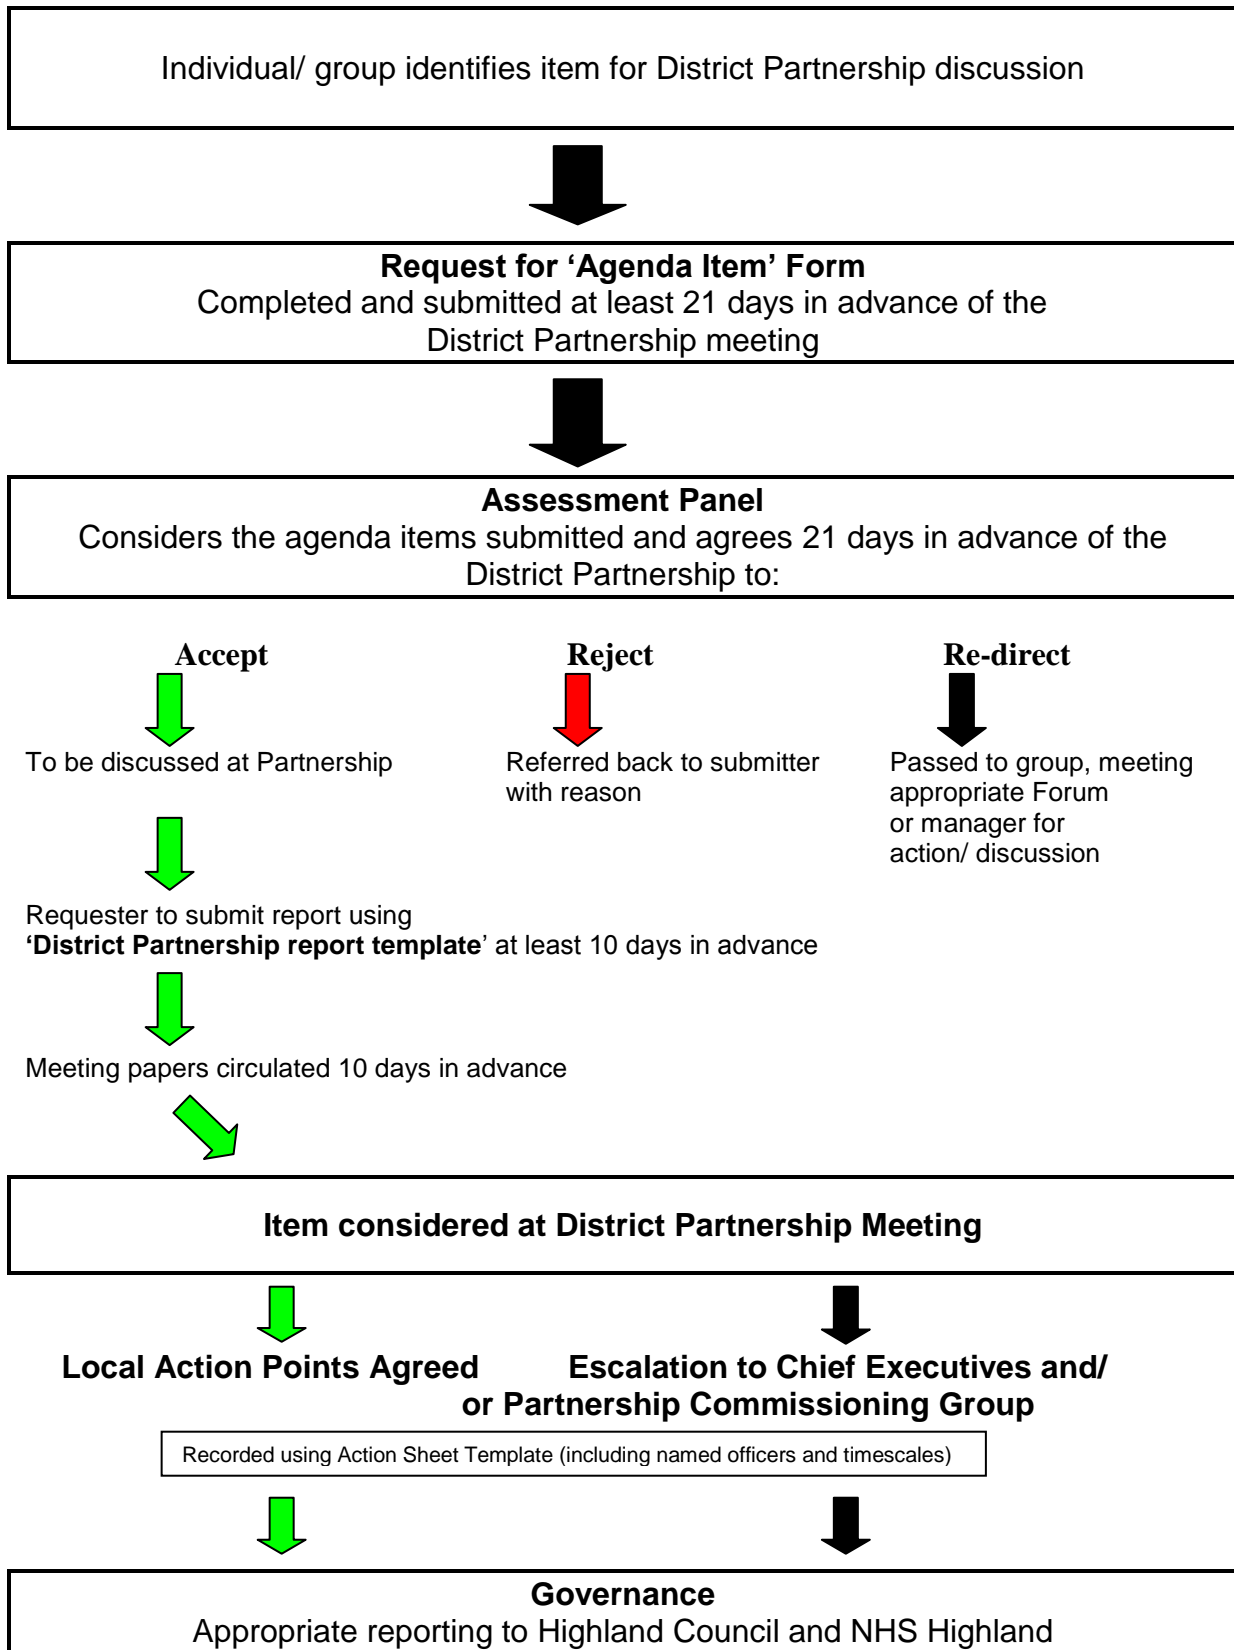 Individual/ group identifies item for District Partnership discussion
Request for ‘Agenda Item’ Form
Completed and submitted at least 21 days in advance of the
District Partnership meeting
Assessment Panel
Considers the agenda items submitted and agrees 21 days in advance of the
District Partnership to:
Accept
Reject
Re-direct
To be discussed at Partnership
Referred back to submitter
with reason
Passed to group, meeting
appropriate Forum
or manager for
action/ discussion
Requester to submit report using
‘District Partnership report template’ at least 10 days in advance
Meeting papers circulated 10 days in advance
Item considered at District Partnership Meeting
Local Action Points Agreed
Escalation to Chief Executives and/
or Partnership Commissioning Group
Recorded using Action Sheet Template (including named officers and timescales)
Governance
Appropriate reporting to Highland Council and NHS Highland